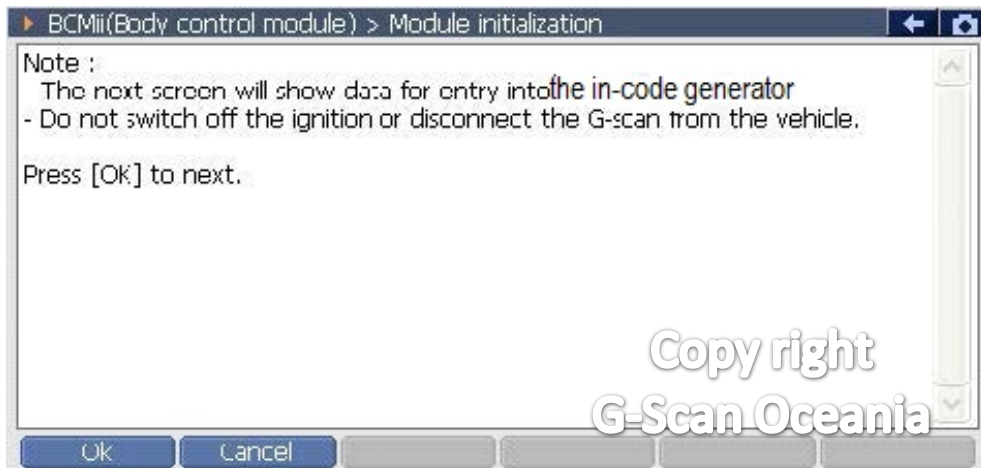 BCMii(Body control module) > Module initialization
Note :
The next screen will show data for entry intothe in-code generator
- Do not switch off the ignition or disconnect the G-scan from the vehicle.
Press [OK] to next.
Copy right
G-Scan Oceania
Ok Cancel